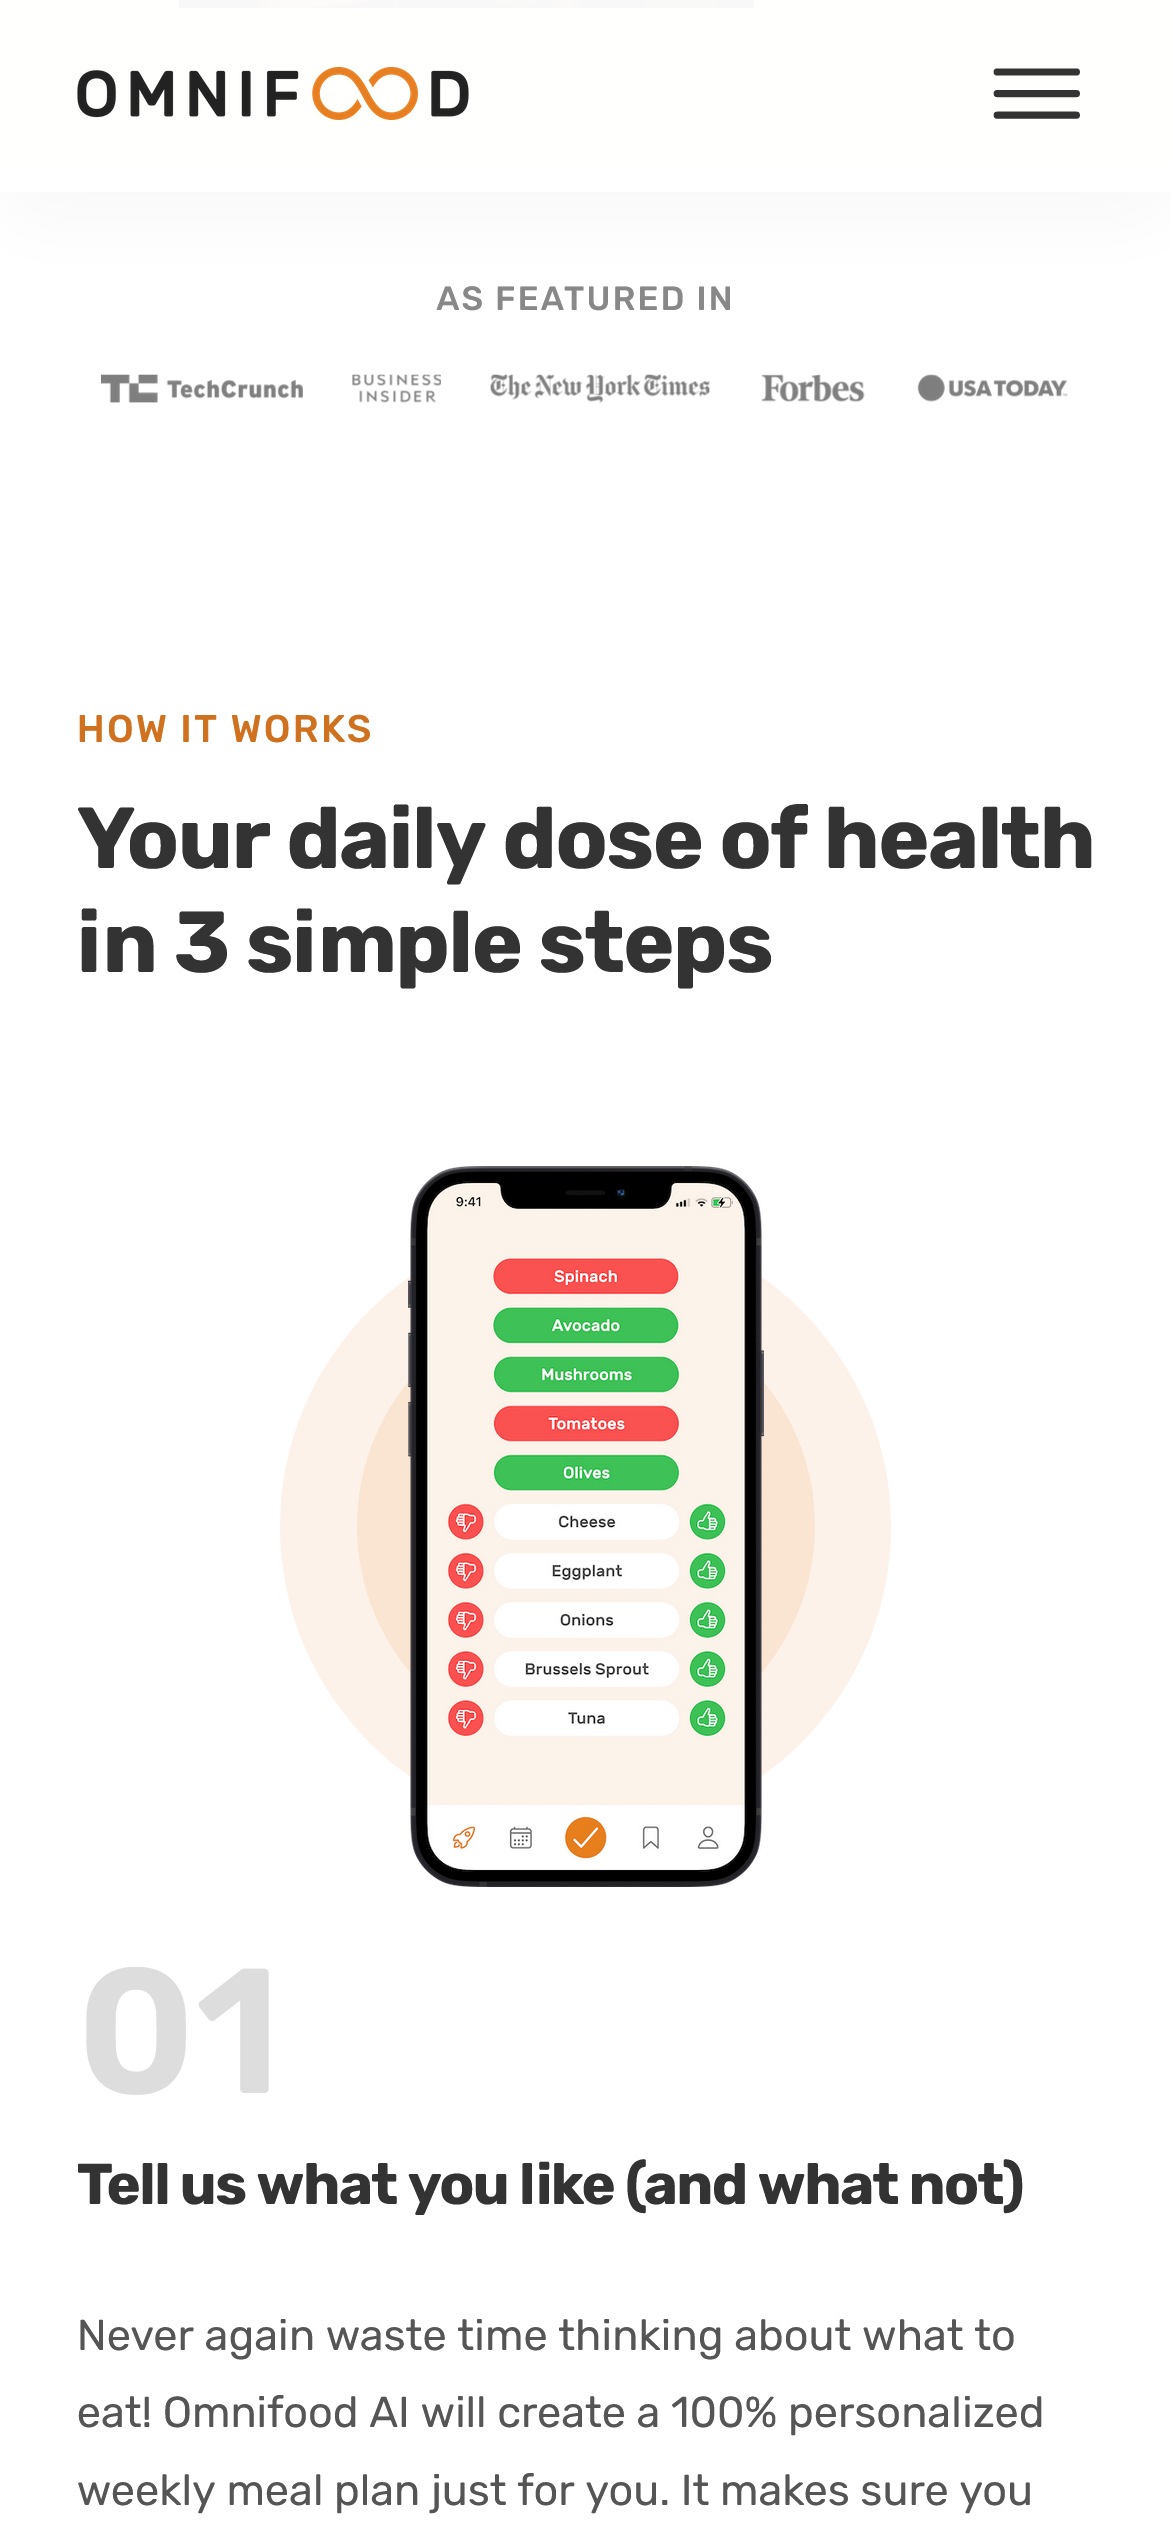 OMNIFOOD
AS FEATURED IN
TechCrunch
BUSINESS
INSIDER
The New York Times
Forbes
USA TODAY
HOW IT WORKS
Your daily dose of health
in 3 simple steps
9:41
Spinach
Avocado
Mushrooms
Tomatoes
Olives
Cheese
Eggplant
Onions
Brussels Sprout
Tuna
01
Tell us what you like (and what not)
Never again waste time thinking about what to
eat! Omnifood AI will create a 100% personalized
weekly meal plan just for you. It makes sure you